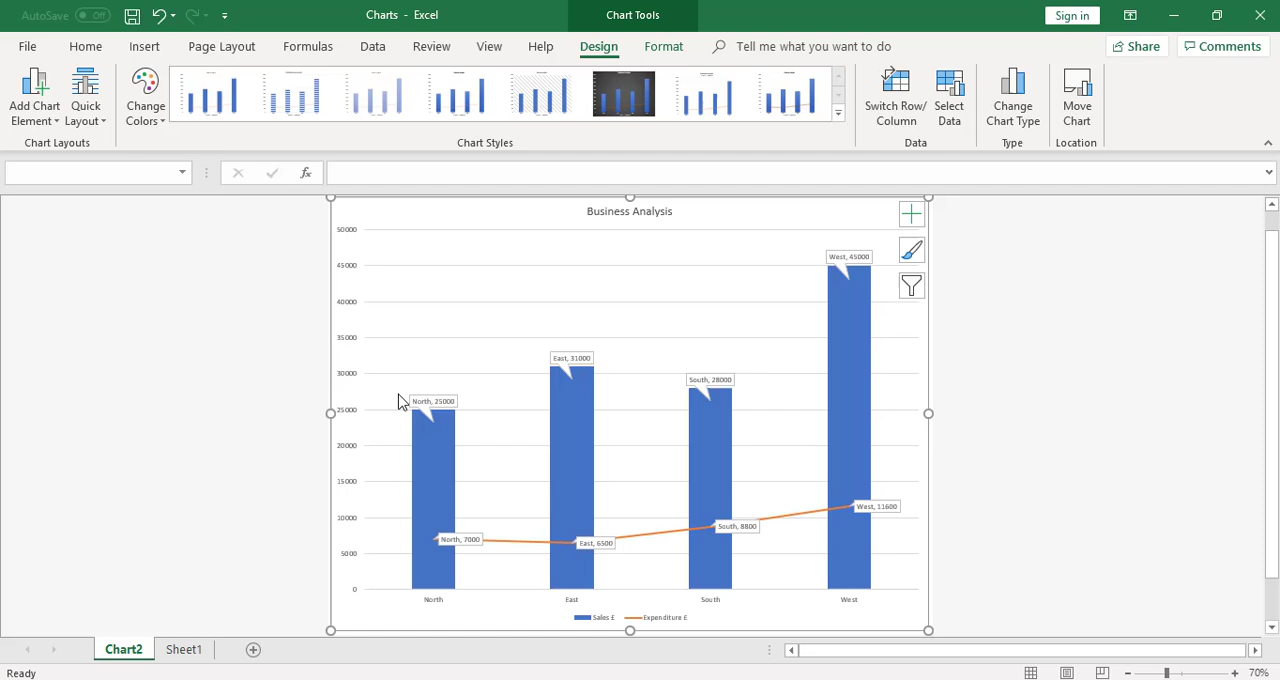 AutoSave Off
Charts - Excel
Chart Tools
Sign in
File Home Insert Page Layout Formulas Data Review View Help Design Format Tell me what you want to do Share Comments
Add Chart Element
Quick Layout
Change Colors
Switch Row/ Column
Select Data
Change Chart Type
Move Chart
Chart Layouts Chart Styles Data Type Location
fx
Business Analysis
50000
West, 45000
45000
40000
35000
East, 31000
30000
South, 28000
North, 25000
25000
20000
15000
West, 11600
10000
South, 8800
North, 7000
East, 6500
5000
0
North East South West
Sales £ Expenditure £
Chart2 Sheet1
Ready
70%